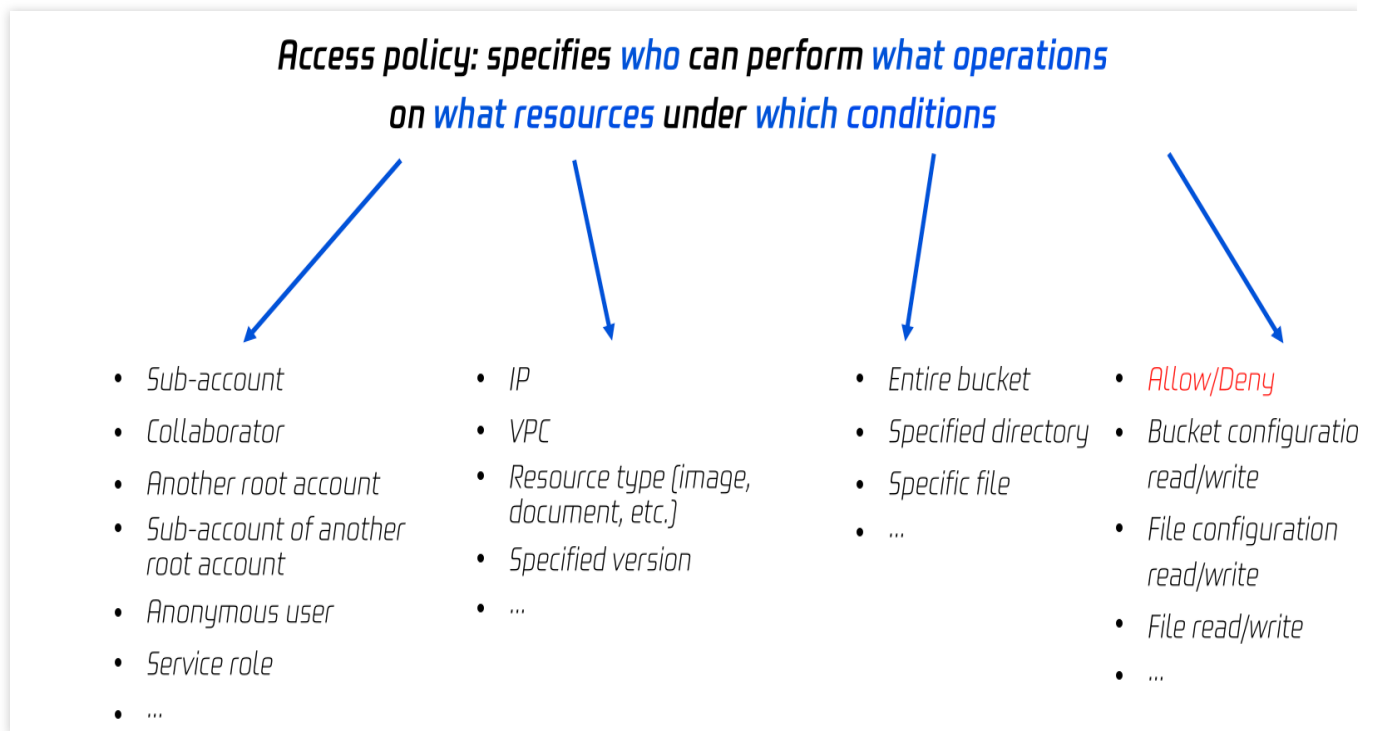 Access policy: specifies who can perform what operations
on what resources under which conditions
• Sub-account
• Collaborator
• Another root account
• Sub-account of another
root account
• Anonymous user
• Service role
• ...
• IP
• VPC
• Resource type (image,
document, etc.)
• Specified version
• ...
• Entire bucket
• Specified directory
• Specific file
• ...
• Allow/Deny
• Bucket configuratio
read/write
• File configuration
read/write
• File read/write
• ...